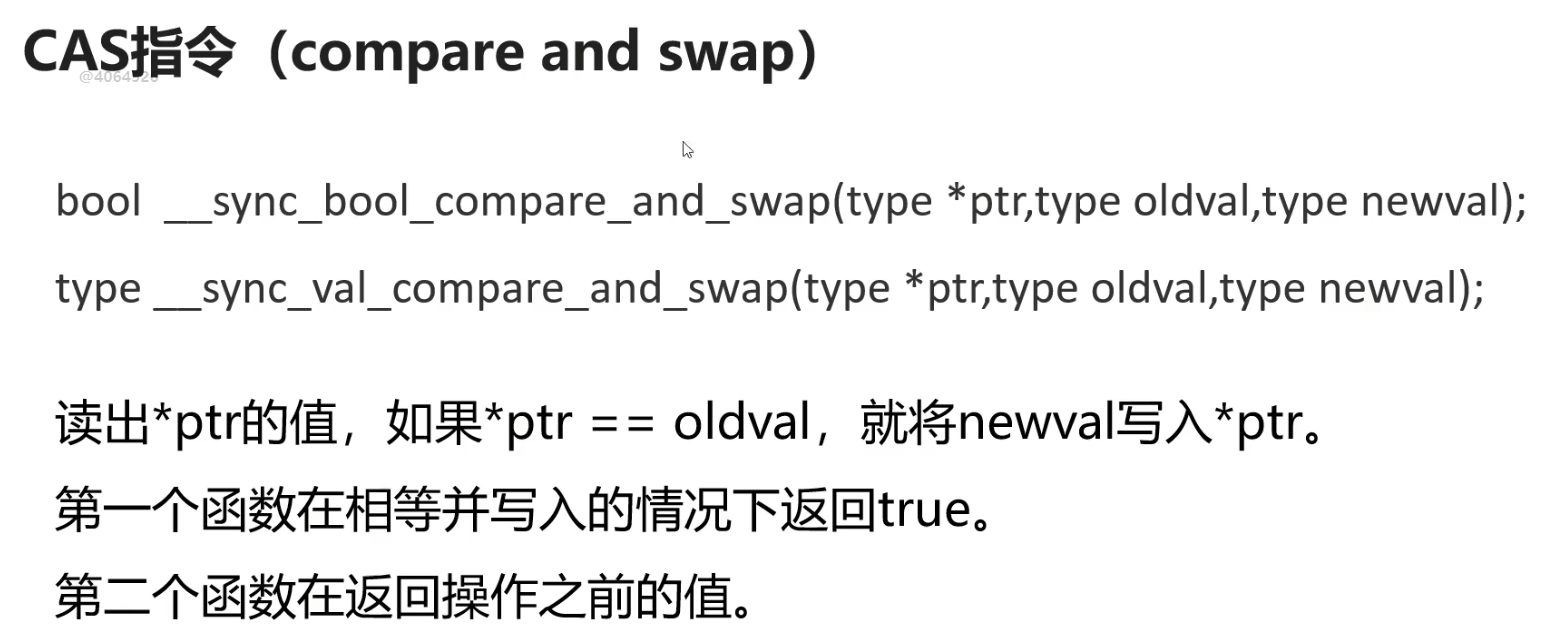 CAS指令（compare and swap）
bool __sync_bool_compare_and_swap(type *ptr,type oldval,type newval);
type __sync_val_compare_and_swap(type *ptr,type oldval,type newval);
读出*ptr的值，如果*ptr == oldval，就将newval写入*ptr。
第一个函数在相等并写入的情况下返回true。
第二个函数在返回操作之前的值。